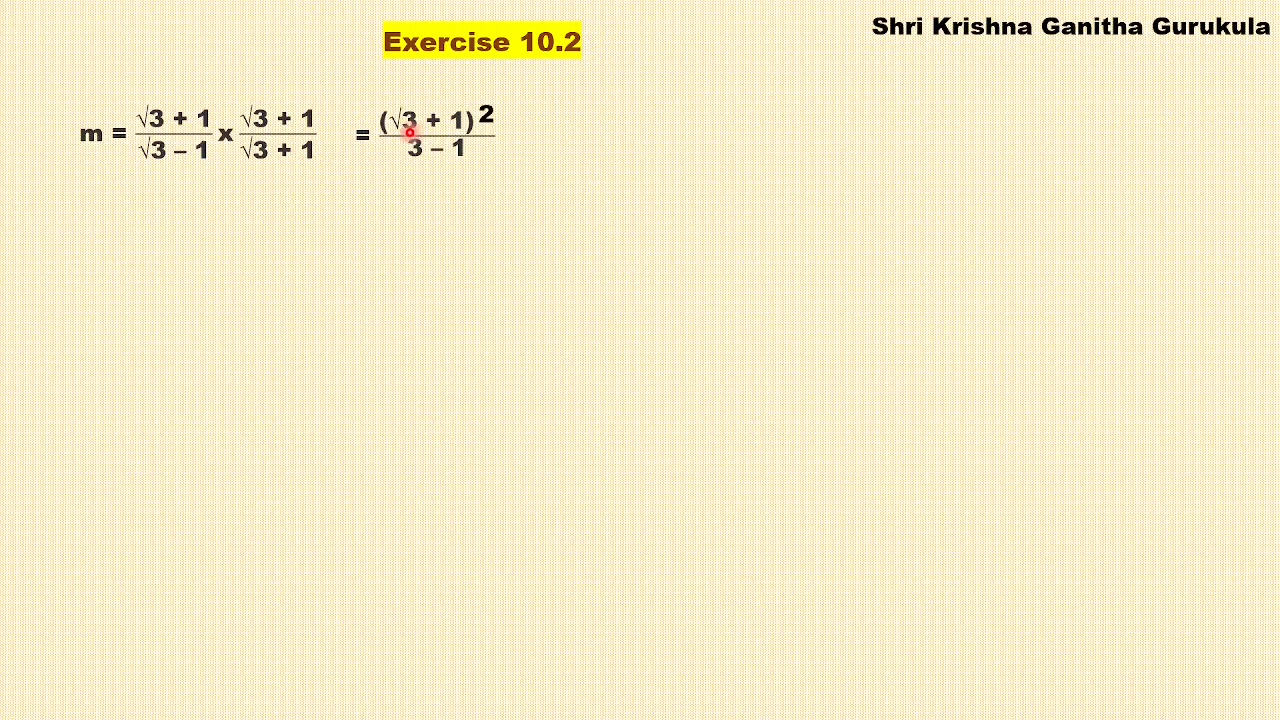 Shri Krishna Ganitha Gurukula
Exercise 10.2
m = √3 + 1 / √3 – 1 x √3 + 1 / √3 + 1 = (√3 + 1)² / 3 – 1